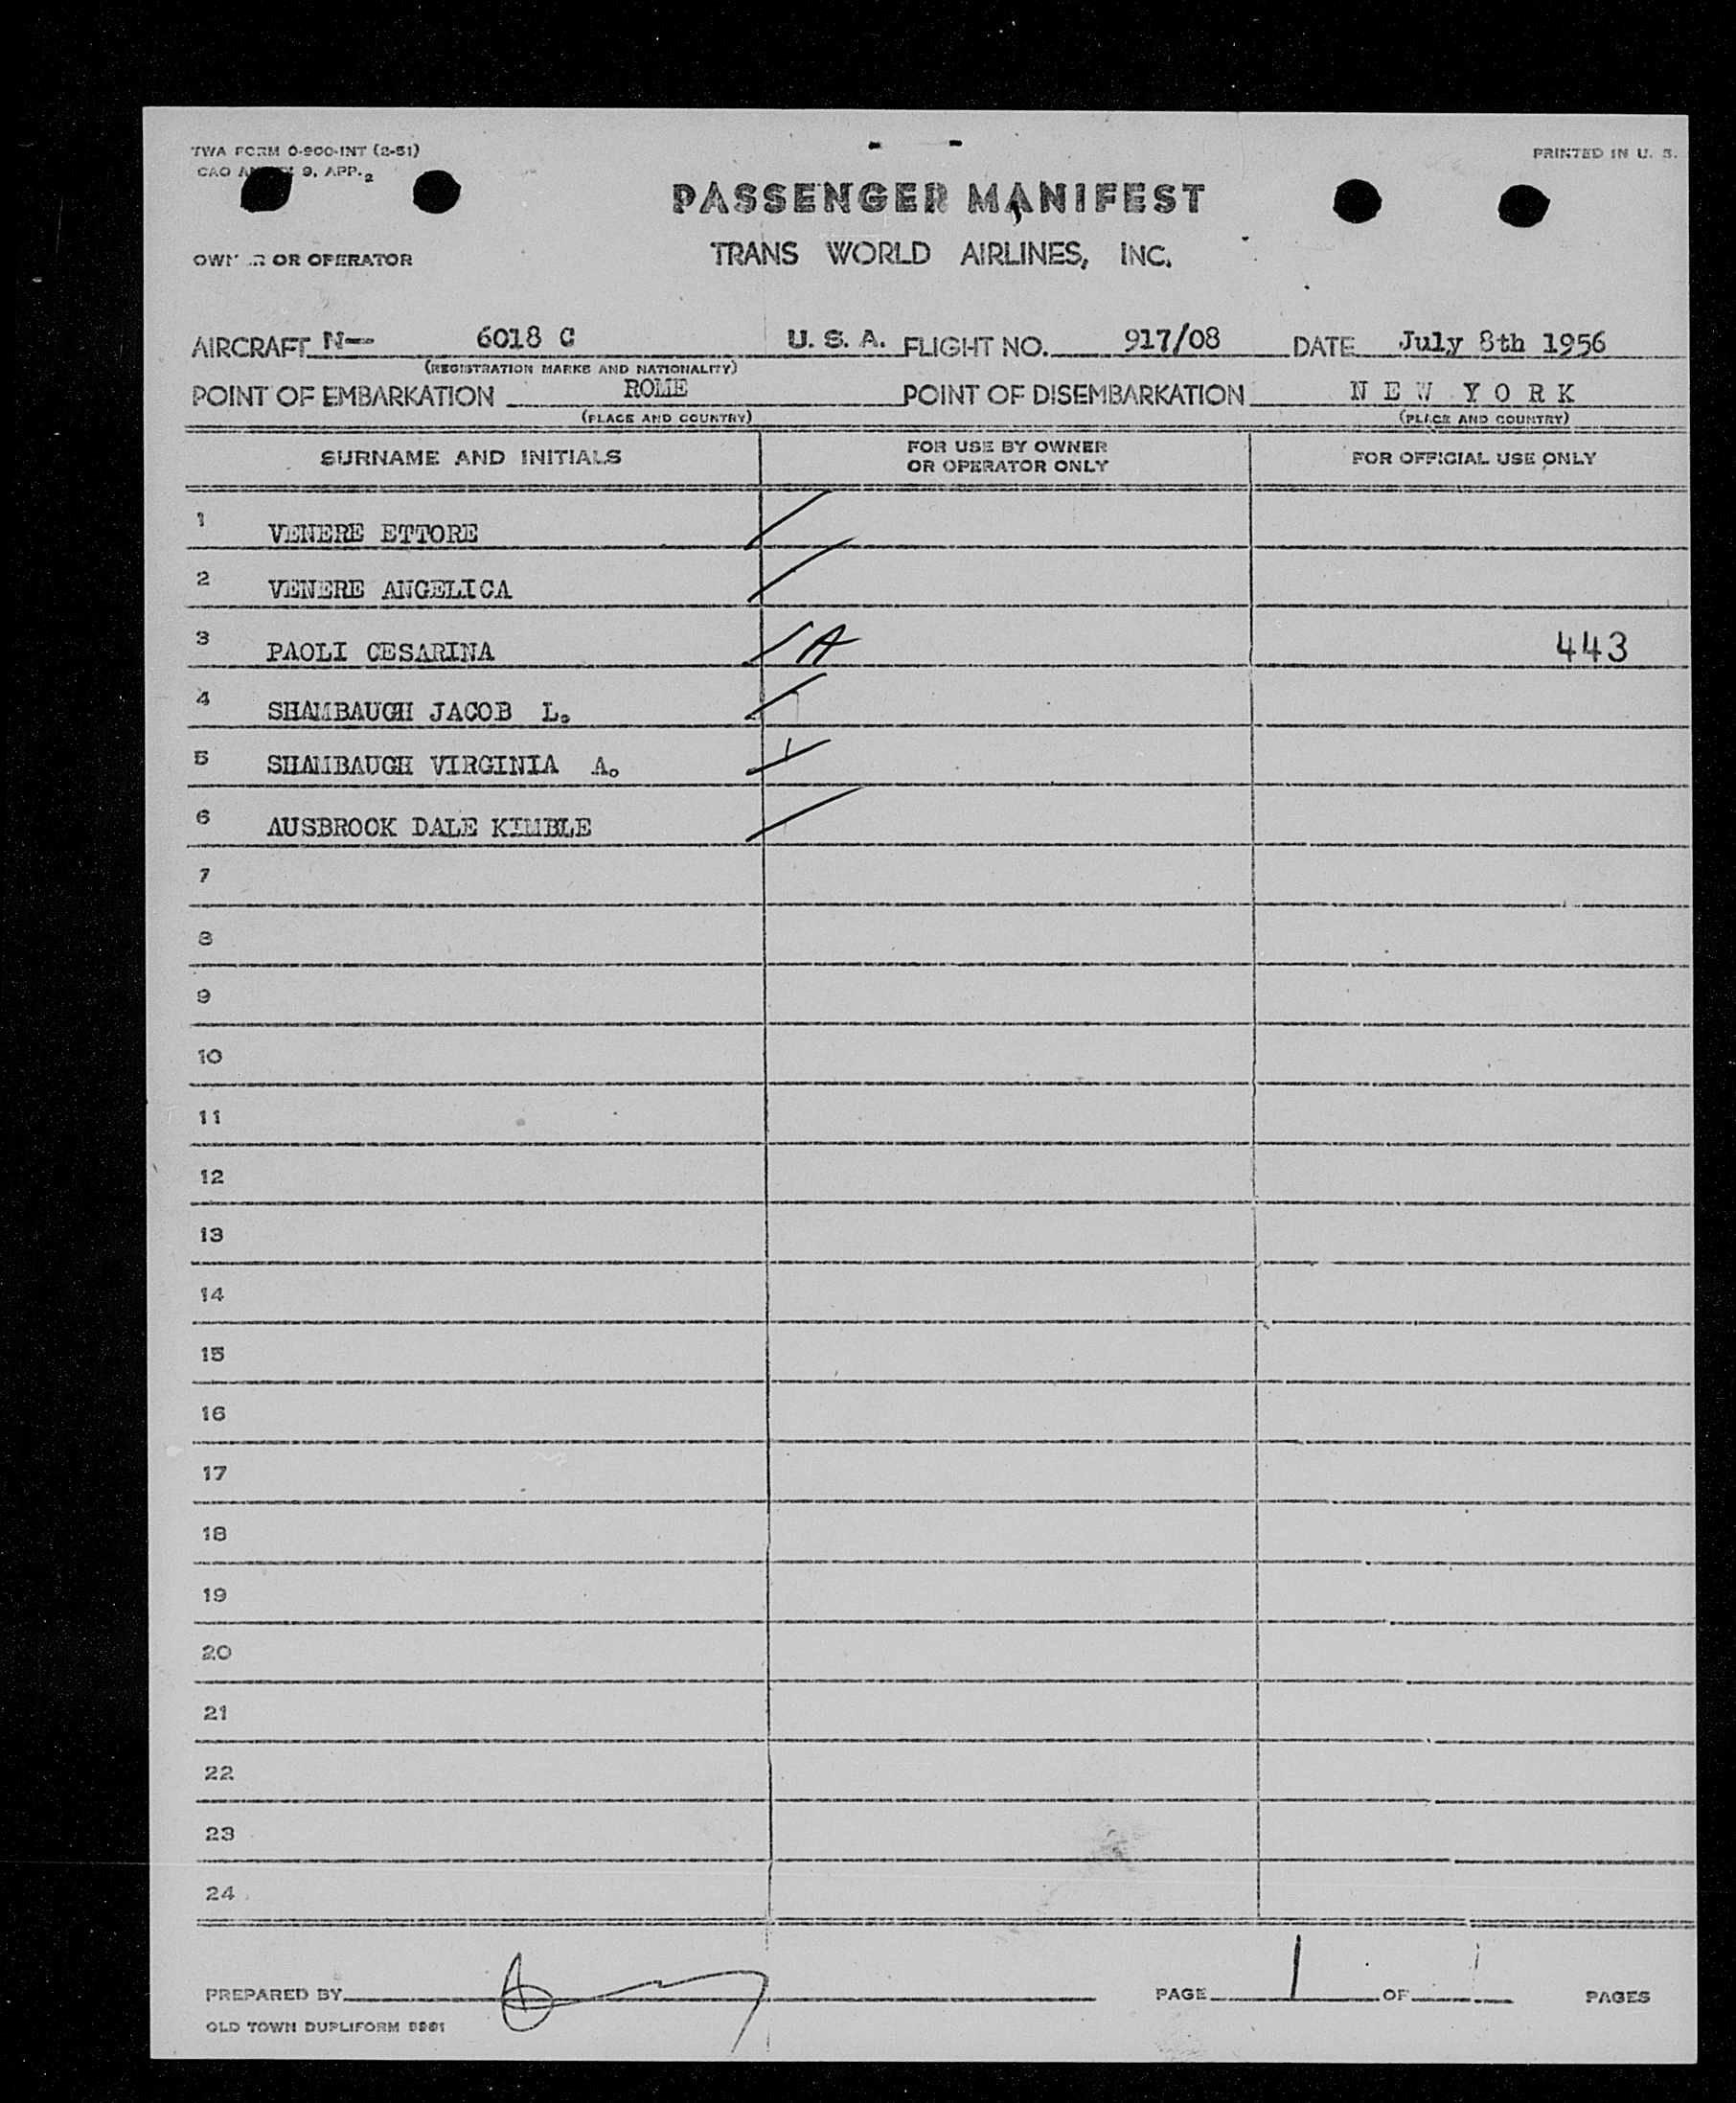 TWA FORM O-900-INT (2-51)
PRINTED IN U. S.
9, APP. 2
PASSENGER MANIFEST
OR OPERATOR
TRANS WORLD AIRLINES, INC.
AIRCRAFT N— 6018 C U. S. A. FLIGHT NO. 917/08 DATE July 8th 1956
(REGISTRATION MARKS AND NATIONALITY)
POINT OF EMBARKATION ROME POINT OF DISEMBARKATION N E W Y O R K
(PLACE AND COUNTRY) (PLACE AND COUNTRY)
SURNAME AND INITIALS
FOR USE BY OWNER
OR OPERATOR ONLY
FOR OFFICIAL USE ONLY
1 VENERE ETTORE
2 VENERE ANGELICA
3 PAOLI CESARINA A 443
4 SHAMBAUGH JACOB L.
5 SHAMBAUGH VIRGINIA A.
6 AUSBROOK DALE KIMBLE
7
8
9
10
11
12
13
14
15
16
17
18
19
20
21
22
23
24
PREPARED BY PAGE 1 OF 1 PAGES
OLD TOWN DUPLIFORM